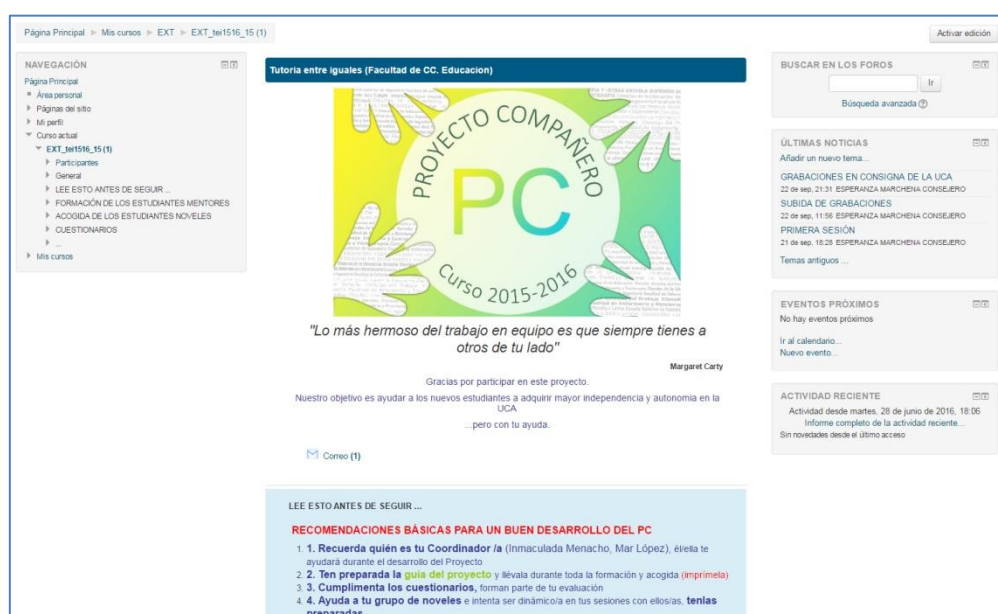 Página Principal ▶ Mis cursos ▶ EXT ▶ EXT_tei1516_15 (1)
Activar edición
NAVEGACIÓN
Página Principal
Área personal
Páginas del sitio
Mi perfil
Curso actual
EXT_tei1516_15 (1)
Participantes
General
LEE ESTO ANTES DE SEGUIR ...
FORMACIÓN DE LOS ESTUDIANTES MENTORES
ACOGIDA DE LOS ESTUDIANTES NOVELES
CUESTIONARIOS
...
Mis cursos
Tutoria entre iguales (Facultad de CC. Educacion)
PROYECTO COMPAÑERO
PC
Curso 2015-2016
"Lo más hermoso del trabajo en equipo es que siempre tienes a
otros de tu lado"
Margaret Carty
Gracias por participar en este proyecto.
Nuestro objetivo es ayudar a los nuevos estudiantes a adquirir mayor independencia y autonomía en la
UCA
...pero con tu ayuda.
Correo (1)
LEE ESTO ANTES DE SEGUIR ...
RECOMENDACIONES BÁSICAS PARA UN BUEN DESARROLLO DEL PC
1. 1. Recuerda quién es tu Coordinador /a (Inmaculada Menacho, Mar López), él/ella te
ayudará durante el desarrollo del Proyecto
2. 2. Ten preparada la guía del proyecto y llévala durante toda la formación y acogida (imprímela)
3. 3. Cumplimenta los cuestionarios, forman parte de tu evaluación
4. 4. Ayuda a tu grupo de noveles e intenta ser dinámico/a en tus sesiones con ellos/as, tenlas
preparadas
BUSCAR EN LOS FOROS
Ir
Búsqueda avanzada
ÚLTIMAS NOTICIAS
Añadir un nuevo tema...
GRABACIONES EN CONSIGNA DE LA UCA
22 de sep, 21:31 ESPERANZA MARCHENA CONSEJERO
SUBIDA DE GRABACIONES
22 de sep, 11:56 ESPERANZA MARCHENA CONSEJERO
PRIMERA SESIÓN
21 de sep, 18:28 ESPERANZA MARCHENA CONSEJERO
Temas antiguos ...
EVENTOS PRÓXIMOS
No hay eventos próximos
Ir al calendario...
Nuevo evento...
ACTIVIDAD RECIENTE
Actividad desde martes, 28 de junio de 2016, 18:06
Informe completo de la actividad reciente...
Sin novedades desde el último acceso